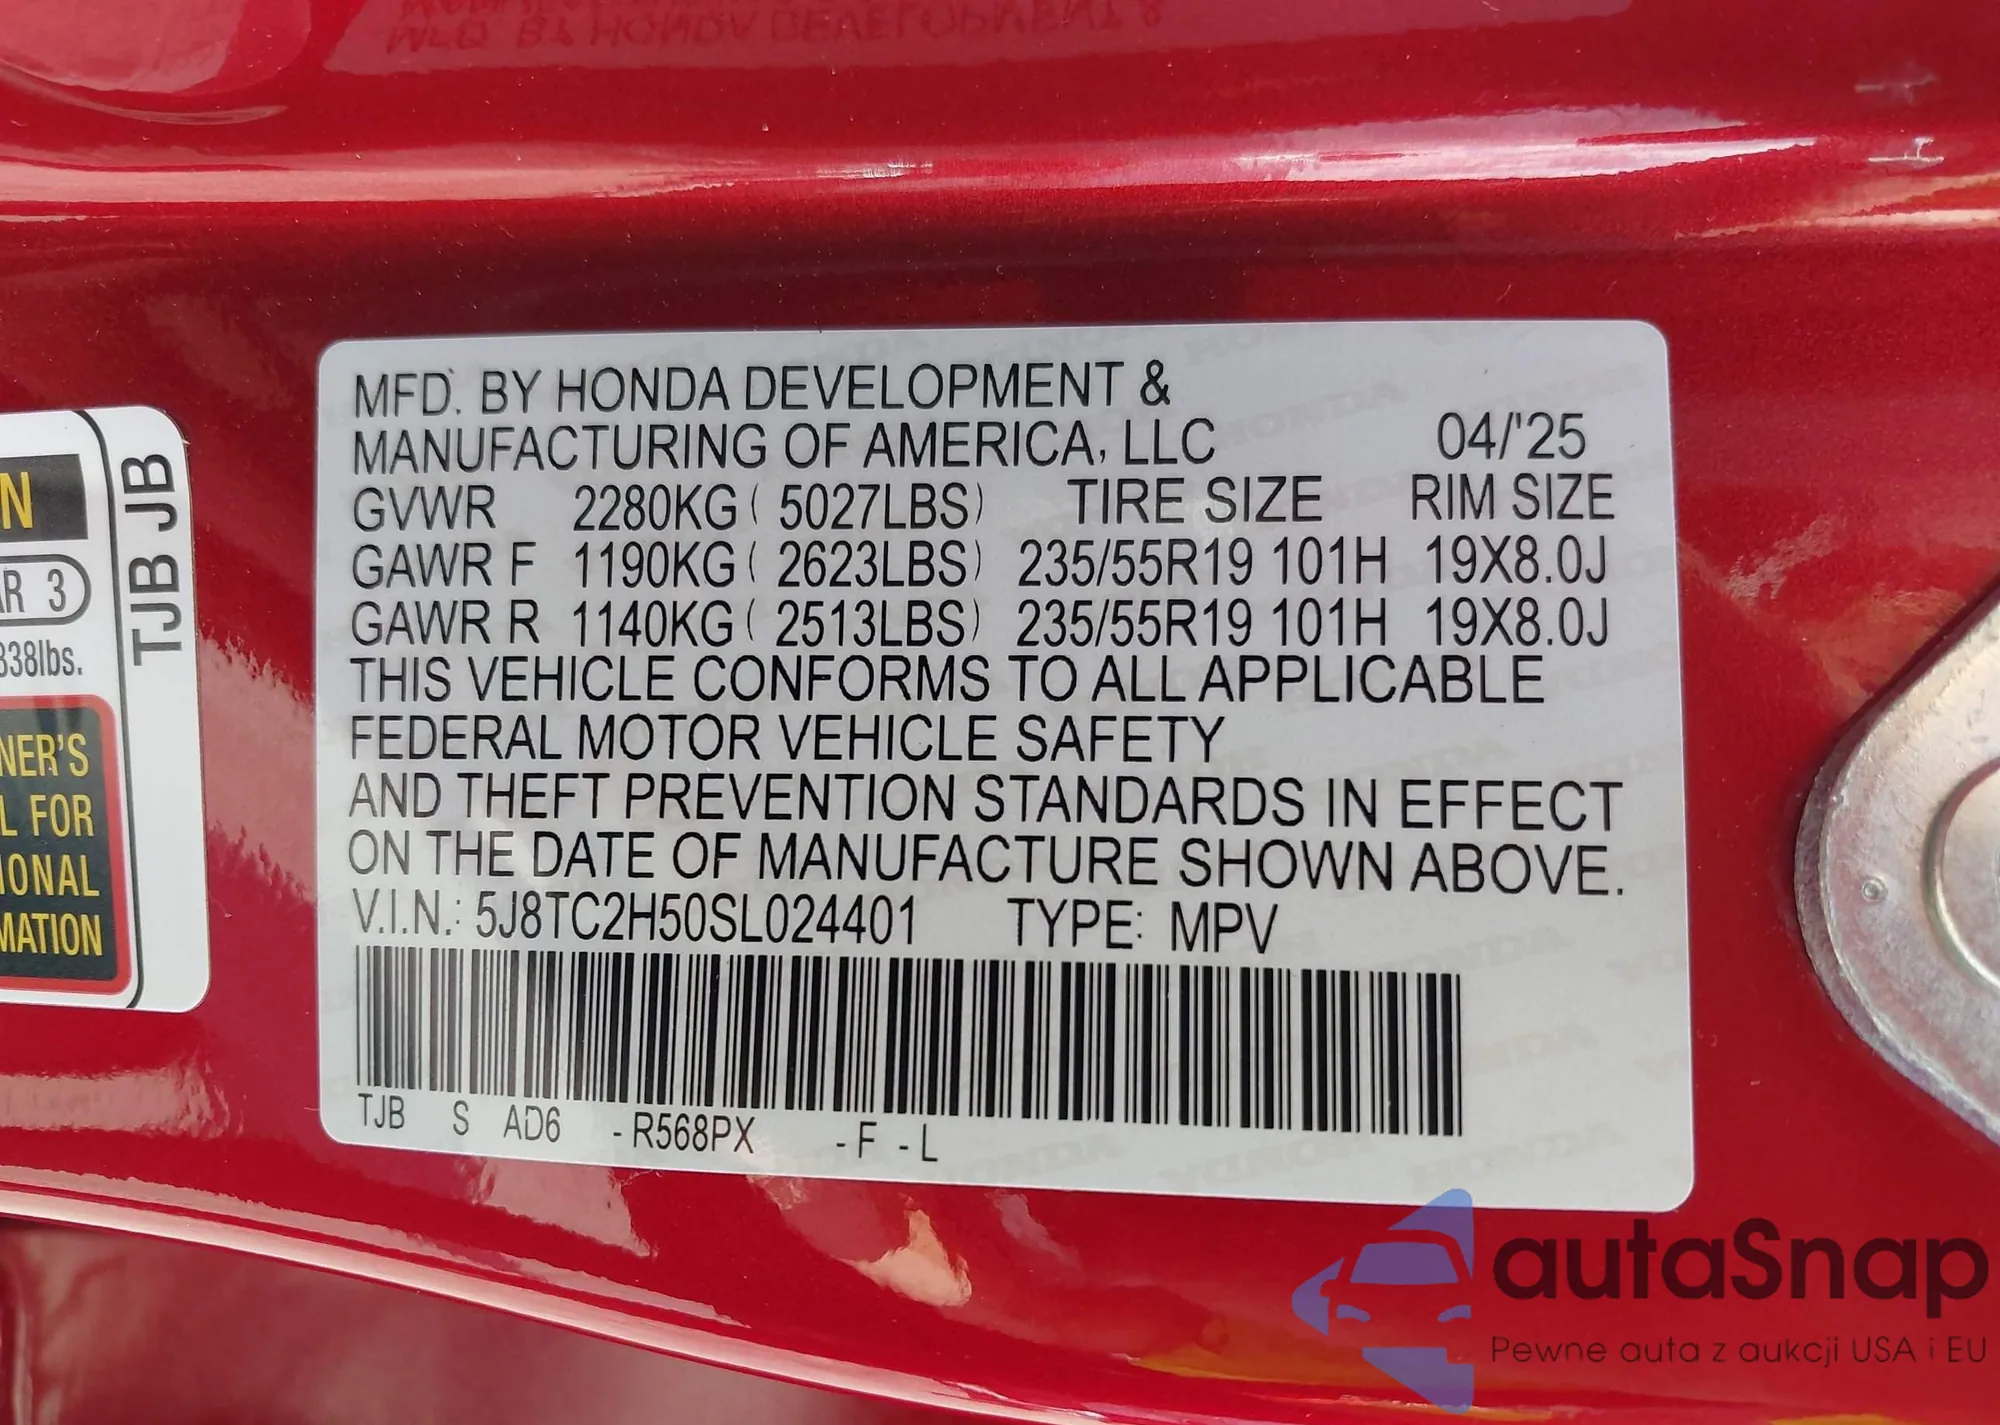 MFD. BY HONDA DEVELOPMENT &
MANUFACTURING OF AMERICA, LLC 04/'25
GVWR 2280KG ( 5027LBS) TIRE SIZE RIM SIZE
GAWR F 1190KG ( 2623LBS) 235/55R19 101H 19X8.0J
GAWR R 1140KG ( 2513LBS) 235/55R19 101H 19X8.0J
THIS VEHICLE CONFORMS TO ALL APPLICABLE
FEDERAL MOTOR VEHICLE SAFETY
AND THEFT PREVENTION STANDARDS IN EFFECT
ON THE DATE OF MANUFACTURE SHOWN ABOVE.
V.I.N.: 5J8TC2H50SL024401 TYPE: MPV
TJB S AD6 -R568PX -F -L
TJB JB
N
AR 3
838lbs.
NER'S
L FOR
IONAL
MATION
autaSnap
Pewne auta z aukcji USA i EU